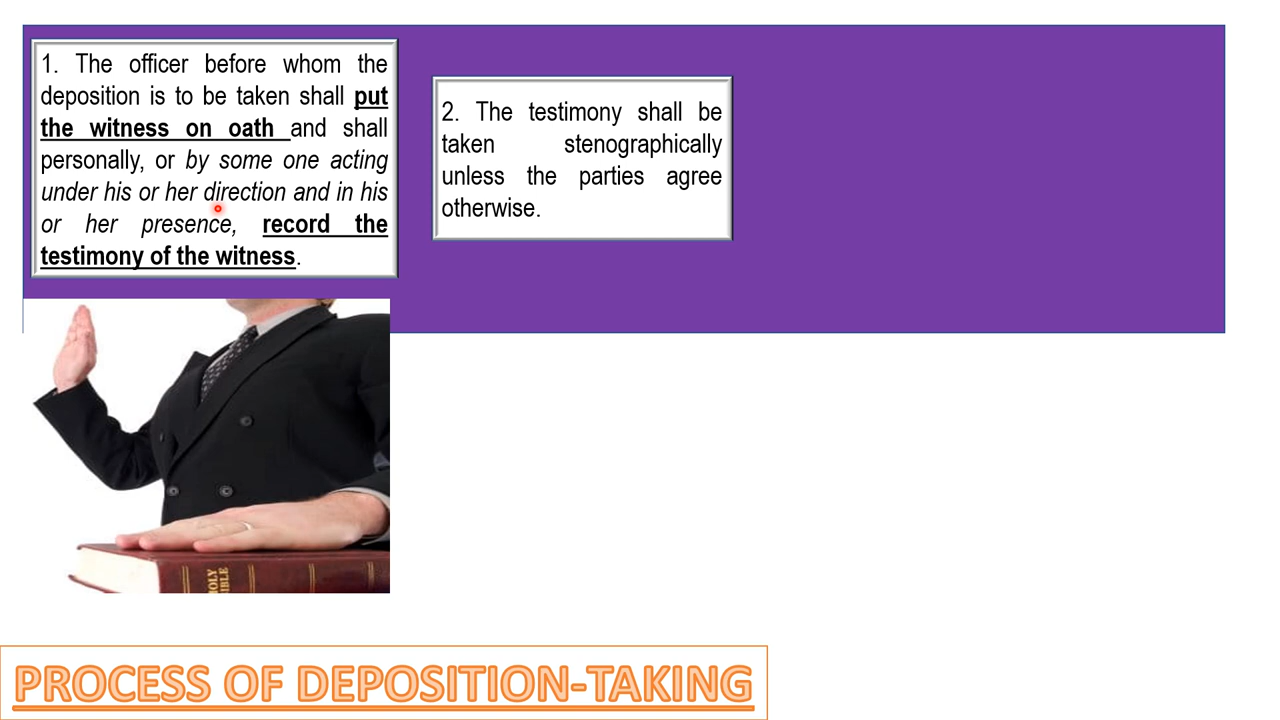 1. The officer before whom the
deposition is to be taken shall put
the witness on oath and shall
personally, or by some one acting
under his or her direction and in his
or her presence, record the
testimony of the witness.
2. The testimony shall be
taken stenographically
unless the parties agree
otherwise.
HOLY
BIBLE
PROCESS OF DEPOSITION-TAKING